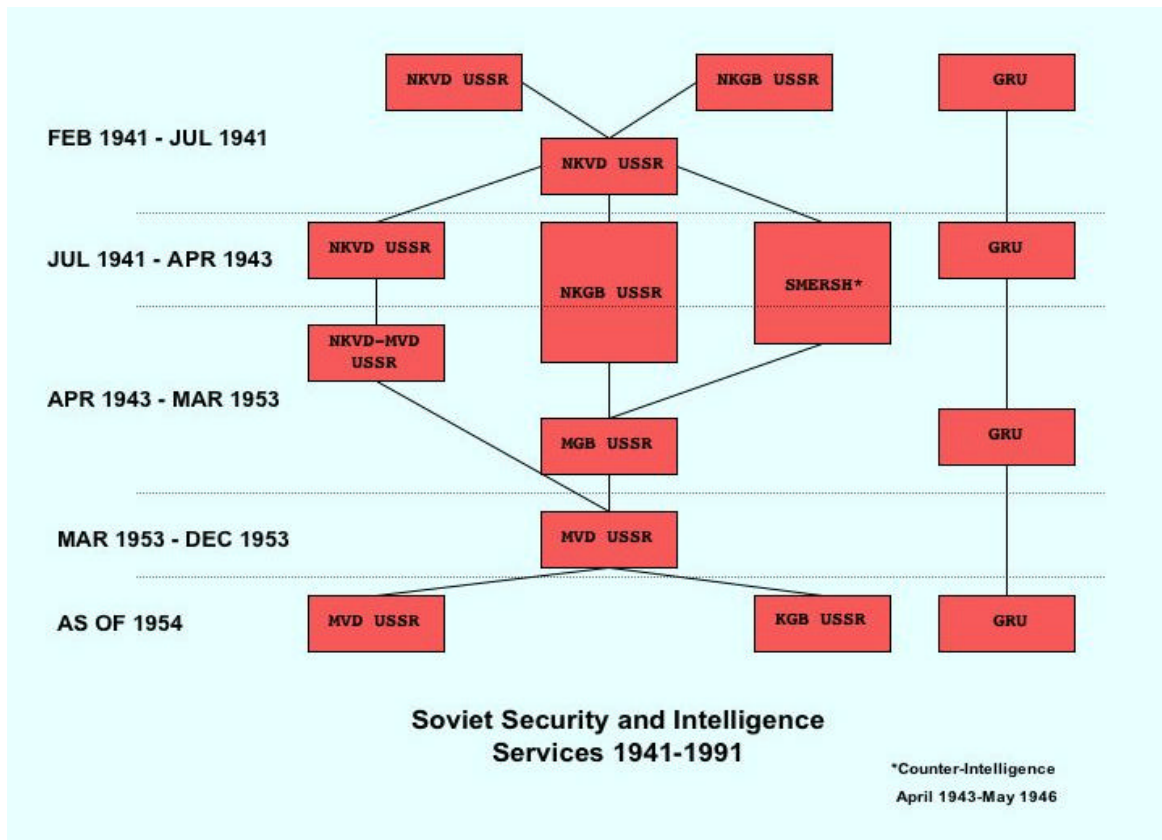 NKVD USSR
NKGB USSR
GRU
FEB 1941 - JUL 1941
NKVD USSR
JUL 1941 - APR 1943
NKVD USSR
NKGB USSR
SMERSH*
GRU
NKVD-MVD
USSR
APR 1943 - MAR 1953
MGB USSR
GRU
MAR 1953 - DEC 1953
MVD USSR
AS OF 1954
MVD USSR
KGB USSR
GRU
Soviet Security and Intelligence
Services 1941-1991
*Counter-Intelligence
April 1943-May 1946